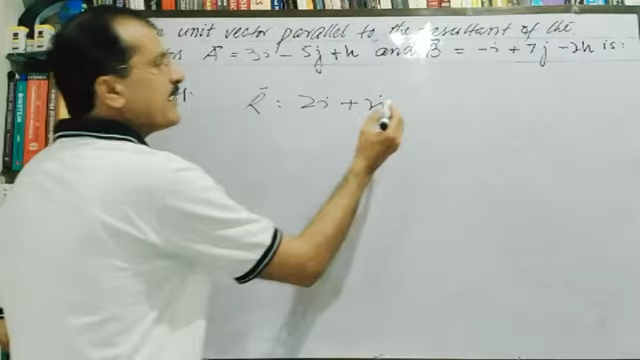 unit vector parallel to the resultant of the
Ā = 3i - 5j + k and B̄ = -i + 7j - 2k is:
R̄ : 2i + 2j